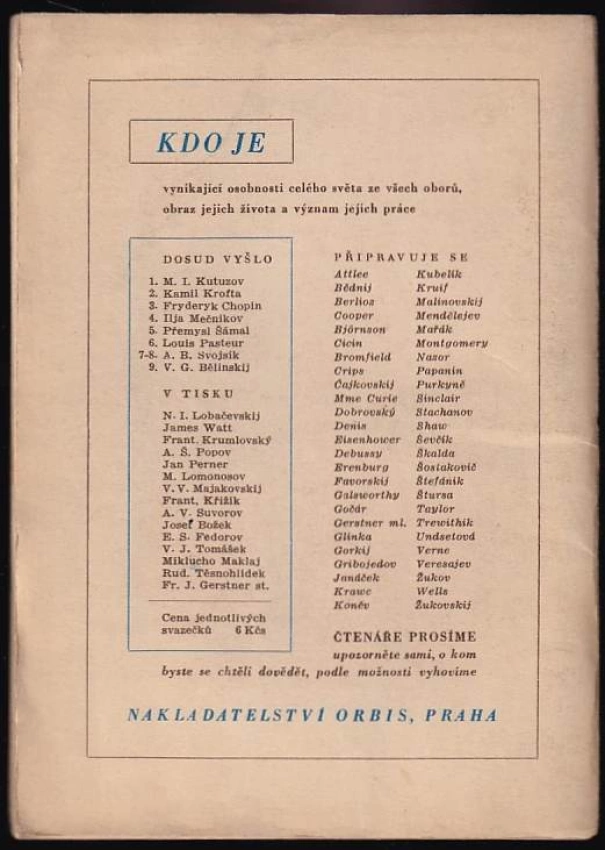 KDO JE
vynikající osobnosti celého světa ze všech oborů,
obraz jejich života a význam jejich práce
DOSUD VYŠLO
1. M. I. Kutuzov
2. Kamil Krofta
3. Fryderyk Chopin
4. Ilja Mečnikov
5. Přemysl Šámal
6. Louis Pasteur
7-8. A. B. Svojsík
9. V. G. Bělinskij
V TISKU
N. I. Lobačevskij
James Watt
Frant. Krumlovský
A. Š. Popov
Jan Perner
M. Lomonosov
V. V. Majakovskij
Frant. Křižík
A. V. Suvorov
Josef Božek
E. S. Fedorov
V. J. Tomášek
Miklucho Maklaj
Rud. Těsnohlídek
Fr. J. Gerstner st.
Cena jednotlivých
svazečků 6 Kčs
PŘIPRAVUJE SE
Attlee Kubelík
Bědnij Kruif
Berlios Malinovskij
Cooper Mendělejev
Björnson Mařák
Cicin Montgomery
Bromfield Nazor
Crips Papanin
Čajkovskij Purkyně
Mme Curie Sinclair
Dobrovský Stachanov
Denis Shaw
Eisenhower Ševčík
Debussy Škalda
Erenburg Šostakovič
Favorskij Štefánik
Galsworthy Štursa
Gočár Taylor
Gerstner ml. Trewithik
Glinka Undsetová
Gorkij Verne
Gribojedov Veresajev
Janáček Žukov
Krawc Wells
Koněv Žukovskij
ČTENÁŘE PROSÍME
upozorněte sami, o kom
byste se chtěli dovědět, podle možnosti vyhovíme
NAKLADATELSTVÍ ORBIS, PRAHA